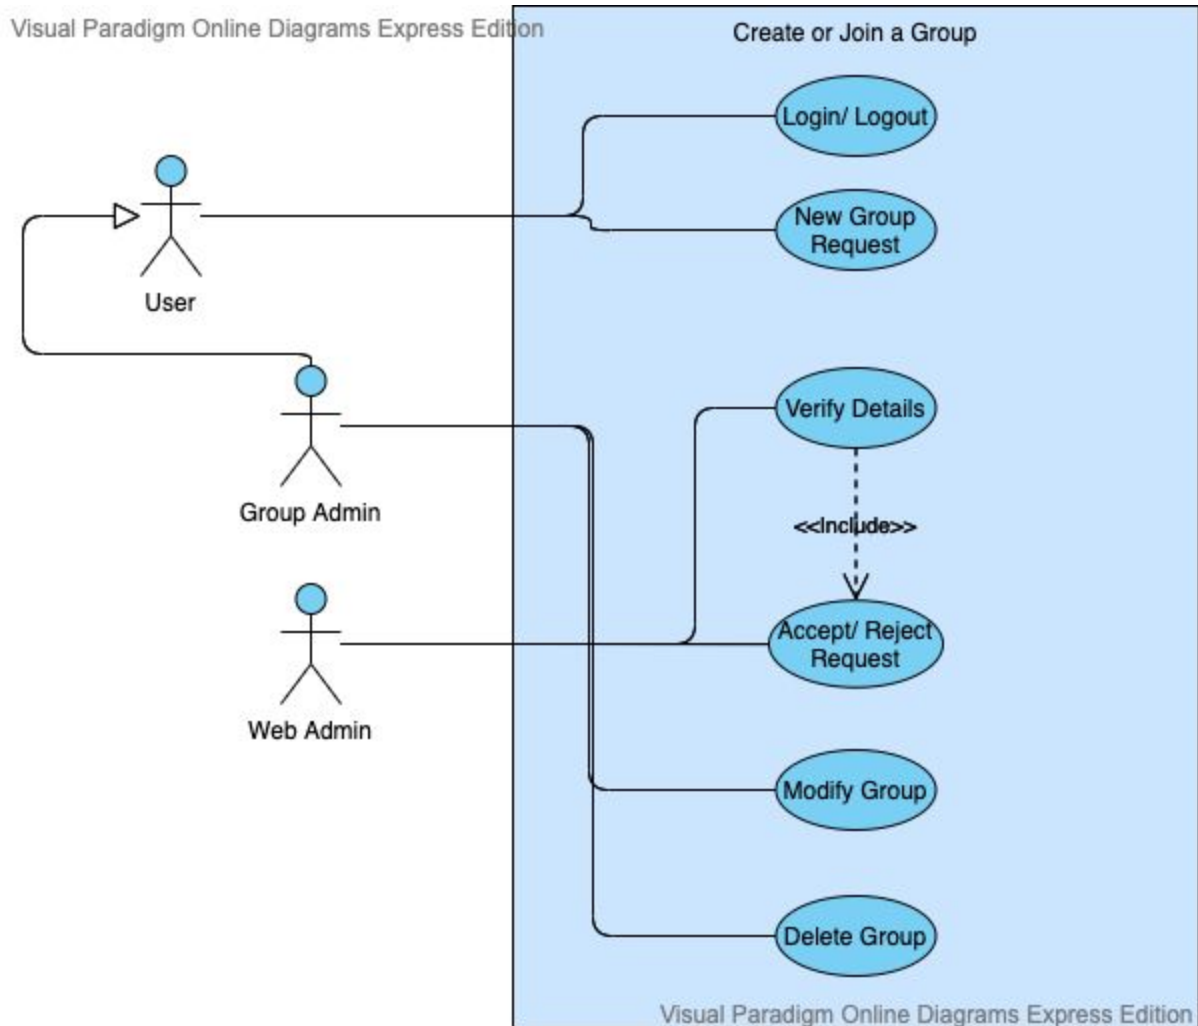 Visual Paradigm Online Diagrams Express Edition
Create or Join a Group
Login/ Logout
New Group
Request
User
Verify Details
Group Admin
<<Include>>
Accept/ Reject
Request
Web Admin
Modify Group
Delete Group
Visual Paradigm Online Diagrams Express Edition